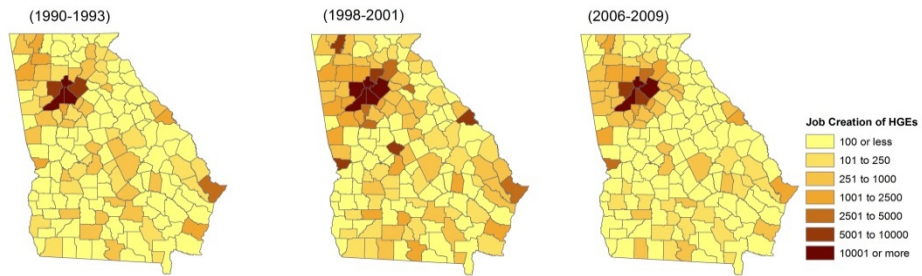 (1990-1993)
(1998-2001)
(2006-2009)
Job Creation of HGEs
100 or less
101 to 250
251 to 1000
1001 to 2500
2501 to 5000
5001 to 10000
10001 or more